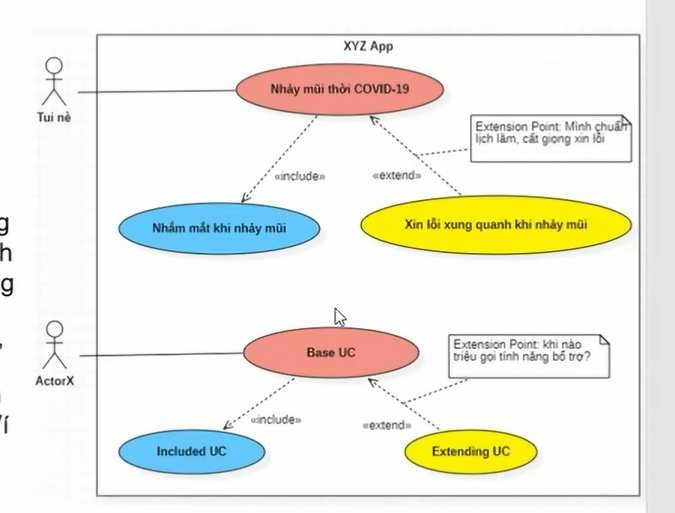 XYZ App
Nhảy mũi thời COVID-19
Tui nè
Extension Point: Mình chuẩn
lịch lãm, cất giọng xin lỗi
«include»
«extend»
Nhắm mắt khi nhảy mũi
Xin lỗi xung quanh khi nhảy mũi
g
h
g
Base UC
Extension Point: khi nào
triệu gọi tính năng bổ trợ?
ActorX
«include»
«extend»
Included UC
Extending UC